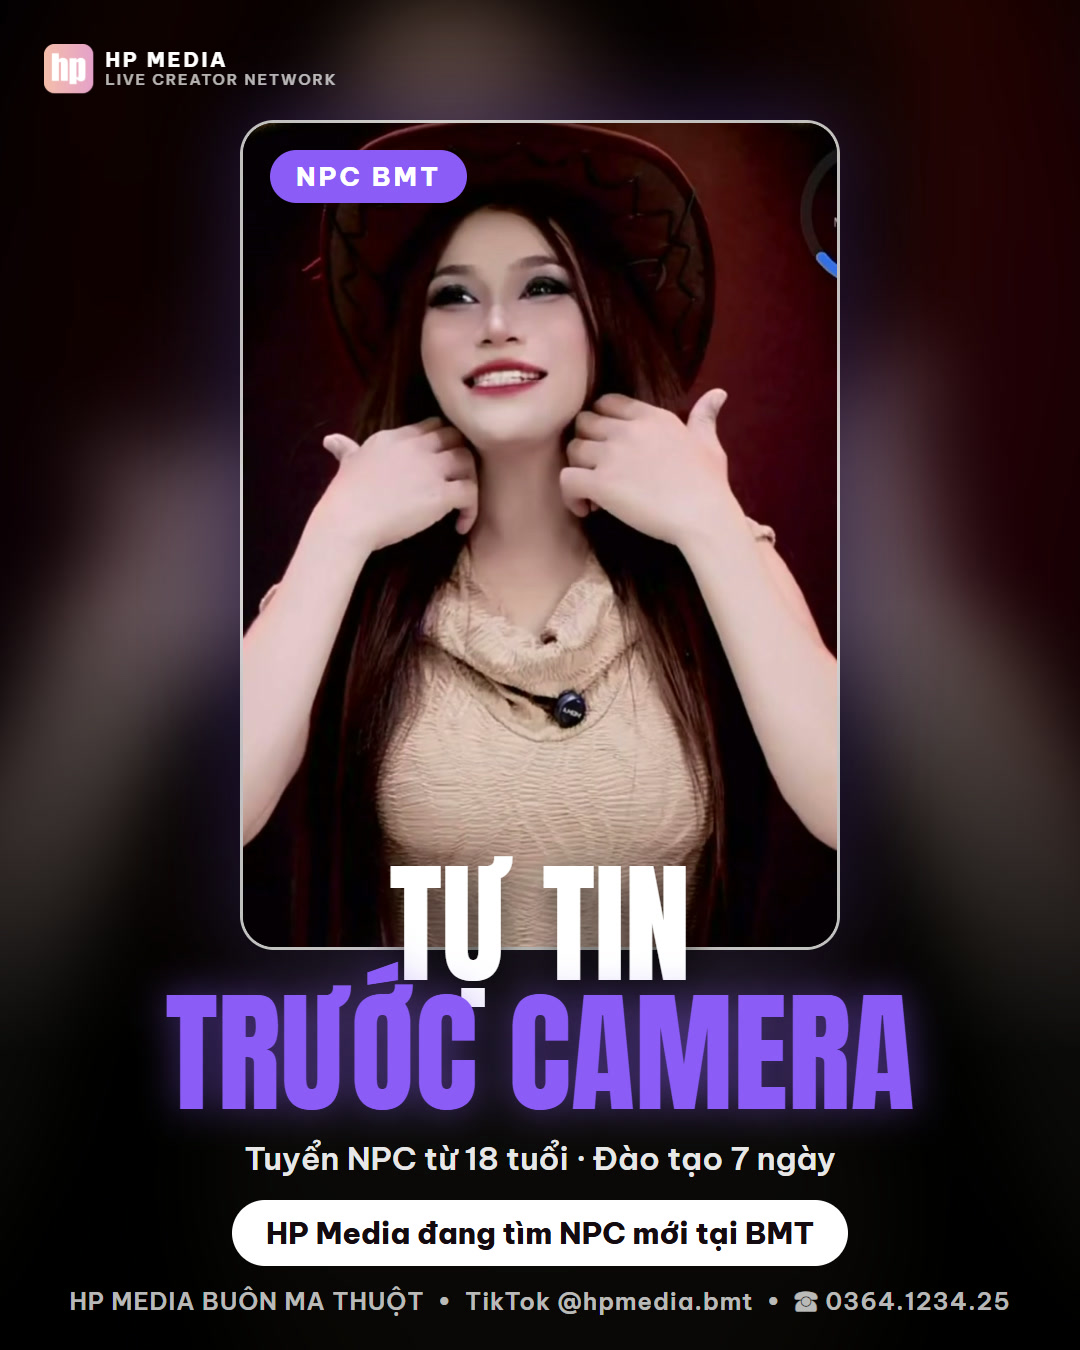 hp
HP MEDIA
LIVE CREATOR NETWORK
NPC BMT
TỰ TIN
TRƯỚC CAMERA
Tuyển NPC từ 18 tuổi · Đào tạo 7 ngày
HP Media đang tìm NPC mới tại BMT
HP MEDIA BUÔN MA THUỘT • TikTok @hpmedia.bmt • ☎ 0364.1234.25